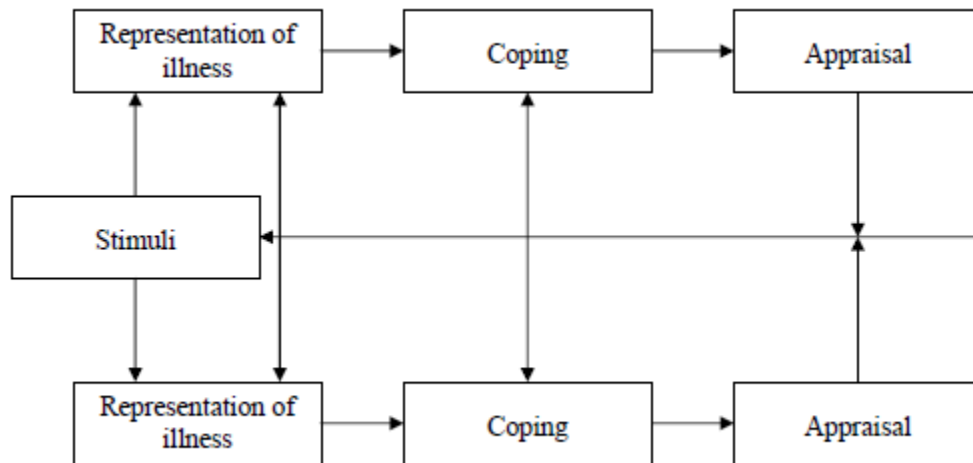 Representation of
illness
Coping
Appraisal
Stimuli
Representation of
illness
Coping
Appraisal